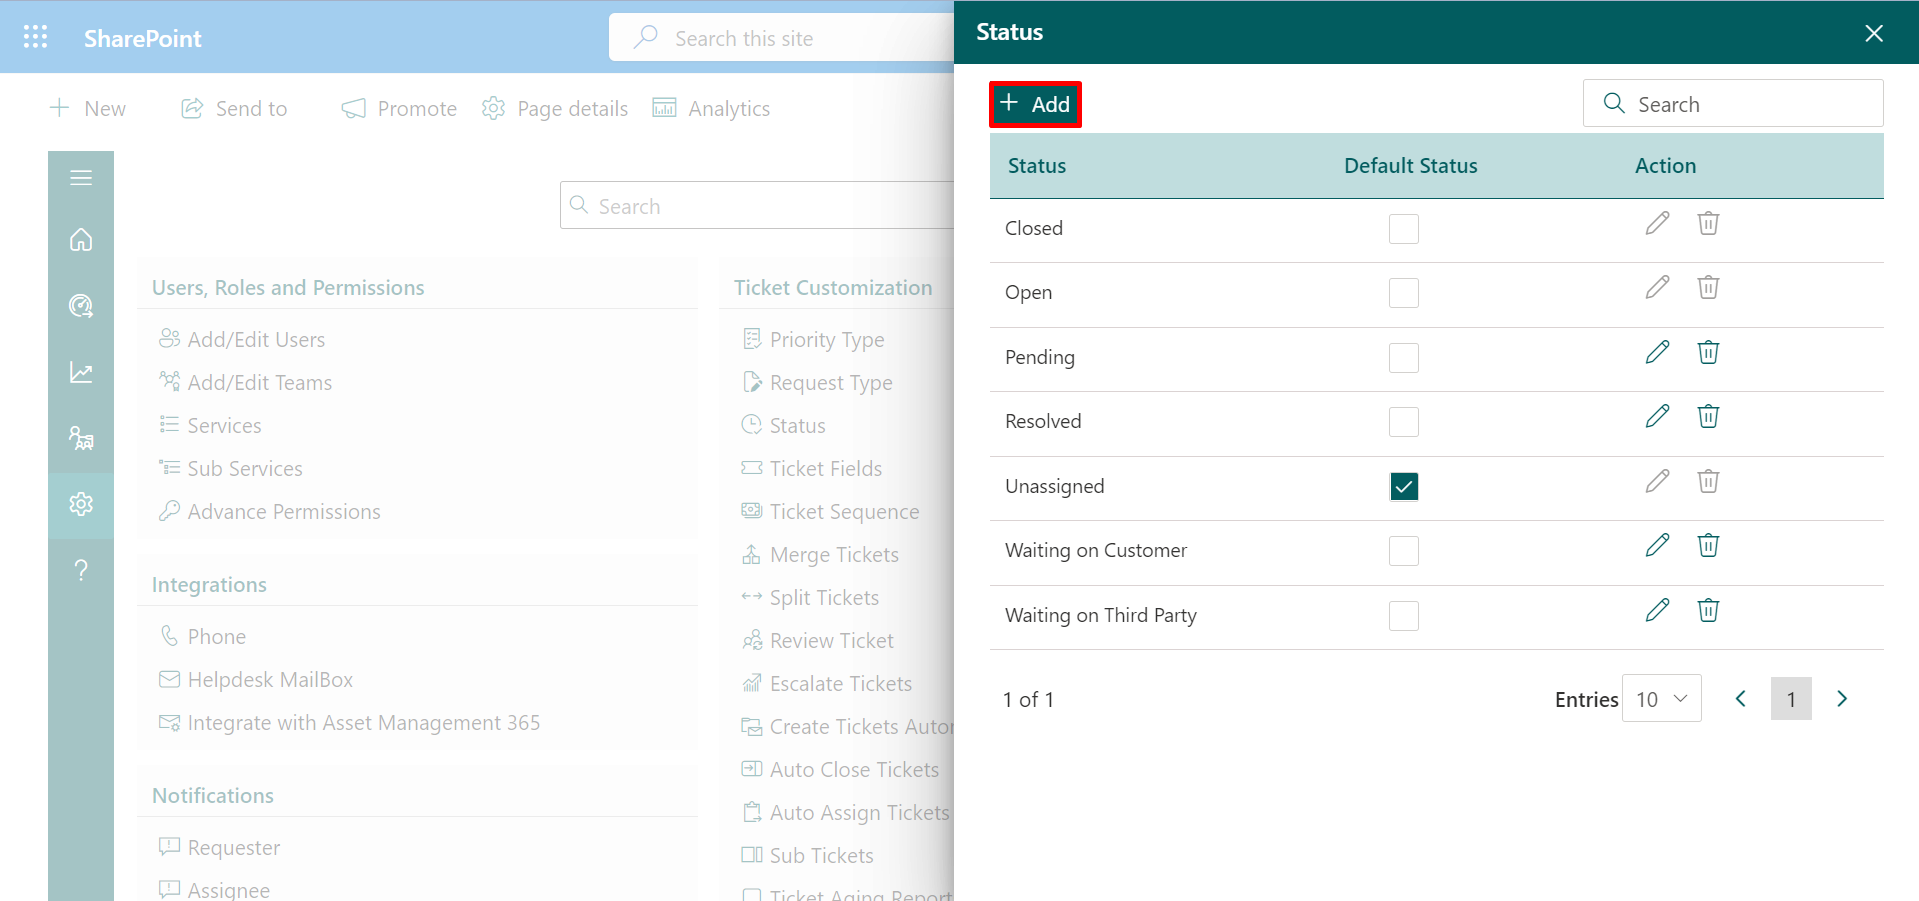 SharePoint
Search this site
New
Send to
Promote
Page details
Analytics
Search
Users, Roles and Permissions
Add/Edit Users
Add/Edit Teams
Services
Sub Services
Advance Permissions
Integrations
Phone
Helpdesk MailBox
Integrate with Asset Management 365
Notifications
Requester
Assignee
Ticket Customization
Priority Type
Request Type
Status
Ticket Fields
Ticket Sequence
Merge Tickets
Split Tickets
Review Ticket
Escalate Tickets
Create Tickets Autor
Auto Close Tickets
Auto Assign Tickets
Sub Tickets
Ticket Aging Report
Status
Add
Search
Status Default Status Action
Closed
Open
Pending
Resolved
Unassigned
Waiting on Customer
Waiting on Third Party
1 of 1
Entries 10 1